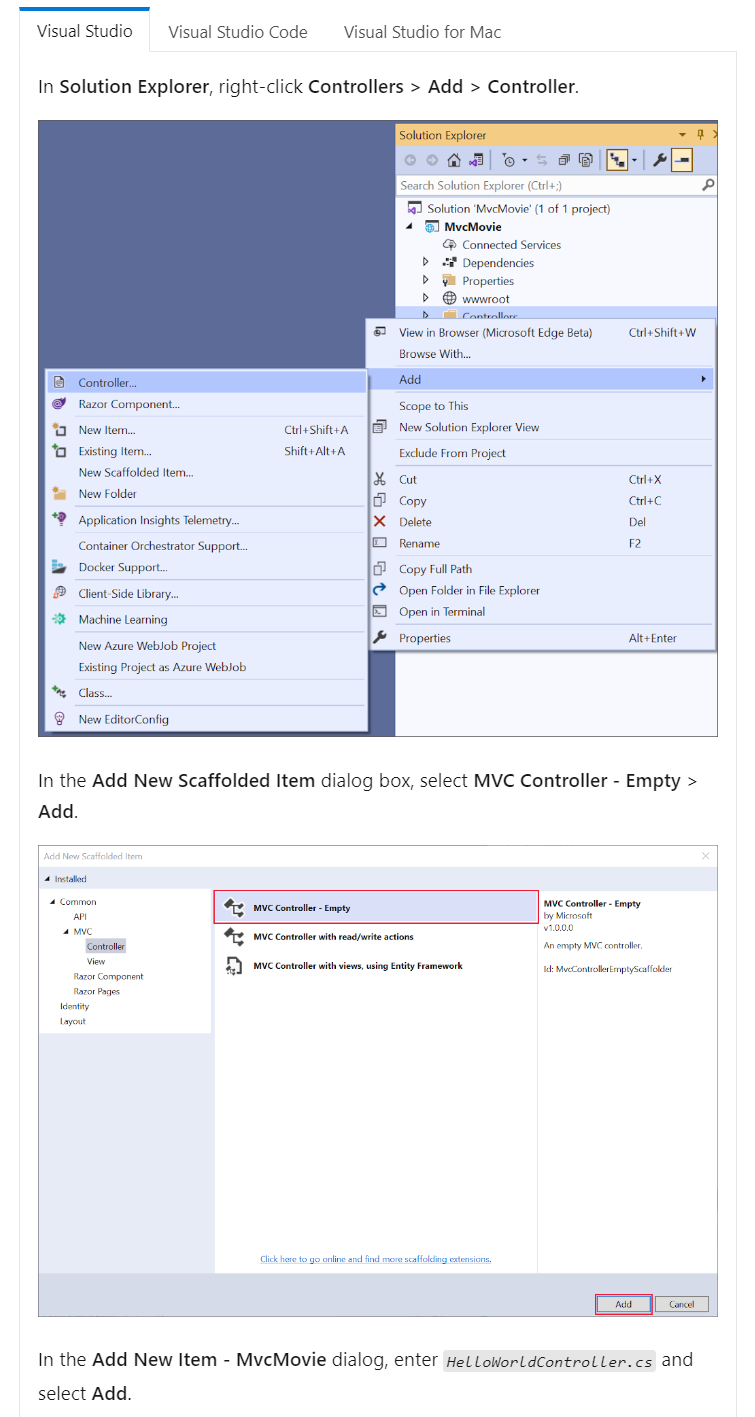 Visual Studio
Visual Studio Code
Visual Studio for Mac
In Solution Explorer, right-click Controllers > Add > Controller.
Solution Explorer
Search Solution Explorer (Ctrl+;)
Solution 'MvcMovie' (1 of 1 project)
MvcMovie
Connected Services
Dependencies
Properties
wwwroot
Controllers
View in Browser (Microsoft Edge Beta) Ctrl+Shift+W
Browse With...
Add
Scope to This
New Solution Explorer View
Exclude From Project
Cut Ctrl+X
Copy Ctrl+C
Delete Del
Rename F2
Copy Full Path
Open Folder in File Explorer
Open in Terminal
Properties Alt+Enter
Controller...
Razor Component...
New Item... Ctrl+Shift+A
Existing Item... Shift+Alt+A
New Scaffolded Item...
New Folder
Application Insights Telemetry...
Container Orchestrator Support...
Docker Support...
Client-Side Library...
Machine Learning
New Azure WebJob Project
Existing Project as Azure WebJob
Class...
New EditorConfig
In the Add New Scaffolded Item dialog box, select MVC Controller - Empty >
Add.
Add New Scaffolded Item
Installed
Common
API
MVC
Controller
View
Razor Component
Razor Pages
Identity
Layout
MVC Controller - Empty
MVC Controller with read/write actions
MVC Controller with views, using Entity Framework
MVC Controller - Empty
by Microsoft
v1.0.0.0
An empty MVC controller.
Id: MvcControllerEmptyScaffolder
Click here to go online and find more scaffolding extensions.
Add
Cancel
In the Add New Item - MvcMovie dialog, enter HelloWorldController.cs and
select Add.